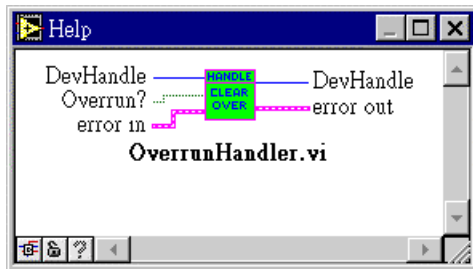 Help
DevHandle HANDLE DevHandle
Overrun? CLEAR
error in OVER error out
OverrunHandler.vi
?